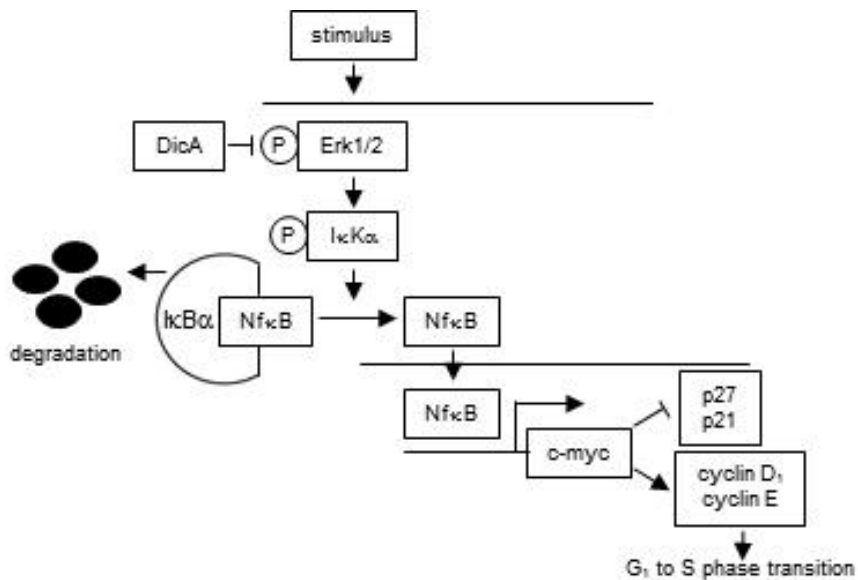 stimulus
DicA
P
Erk1/2
P
IκKα
IκBα
NfκB
NfκB
degradation
NfκB
p27
p21
c-myc
cyclin D₁
cyclin E
G₁ to S phase transition